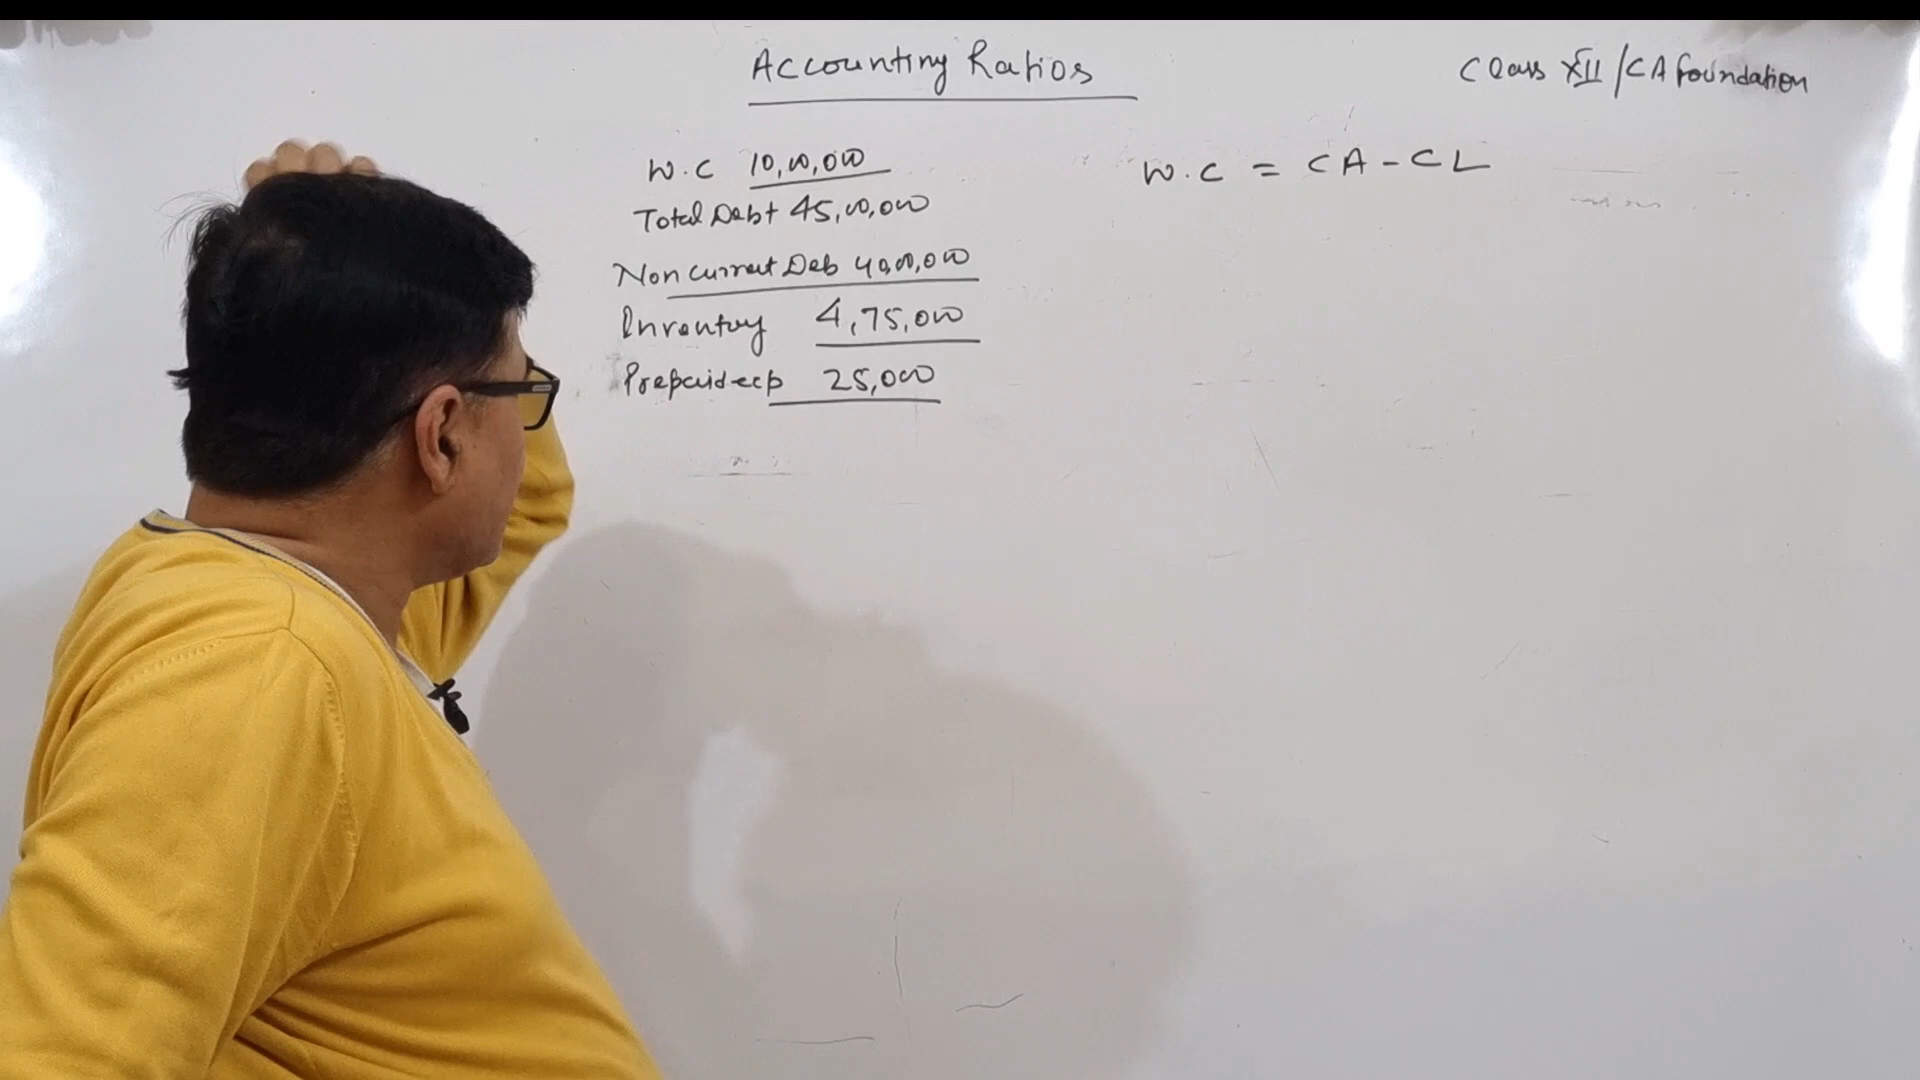 Accounting Ratios
Class XII / CA foundation
W.C 10,00,000
W.C = CA - CL
Total Debt 45,00,000
Non current Deb 40,00,000
Inventory 4,75,000
Prepaid exp 25,000